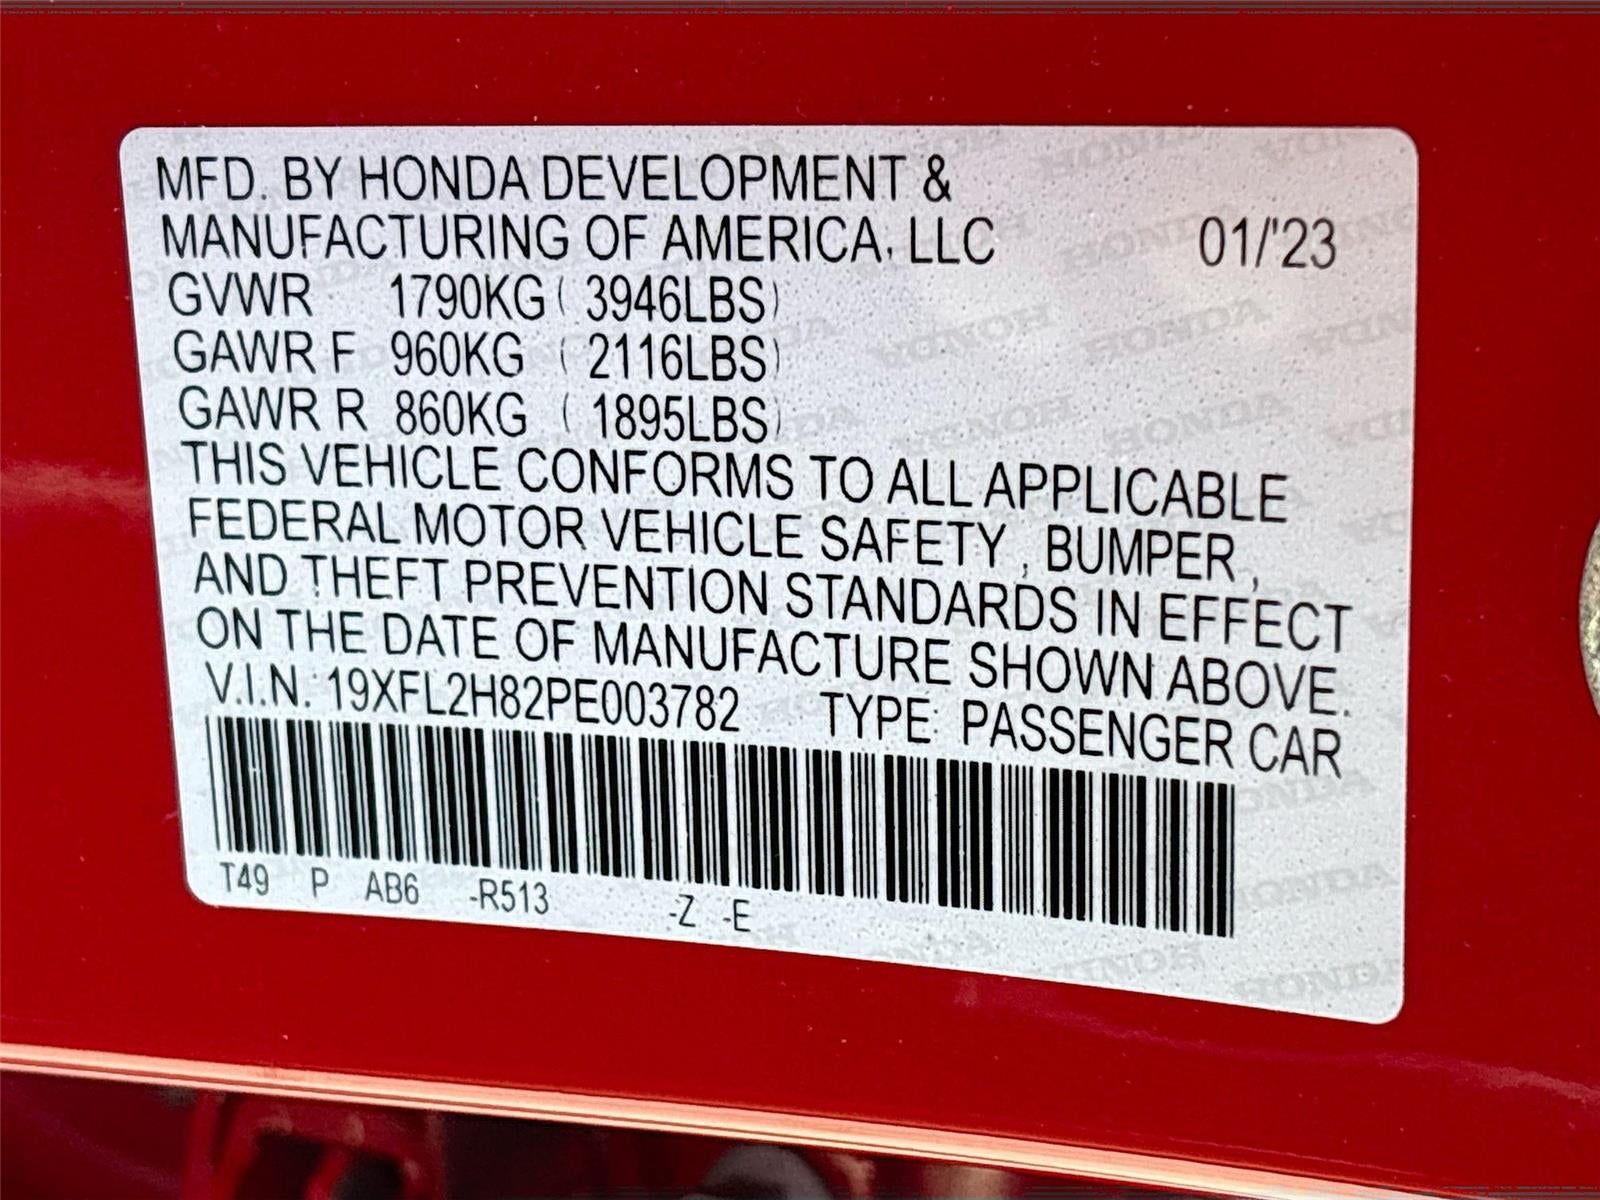 MFD. BY HONDA DEVELOPMENT &
MANUFACTURING OF AMERICA, LLC 01/'23
GVWR 1790KG ( 3946LBS)
GAWR F 960KG ( 2116LBS)
GAWR R 860KG ( 1895LBS)
THIS VEHICLE CONFORMS TO ALL APPLICABLE
FEDERAL MOTOR VEHICLE SAFETY , BUMPER ,
AND THEFT PREVENTION STANDARDS IN EFFECT
ON THE DATE OF MANUFACTURE SHOWN ABOVE.
V.I.N. : 19XFL2H82PE003782 TYPE: PASSENGER CAR
T49 P AB6 -R513 -Z -E